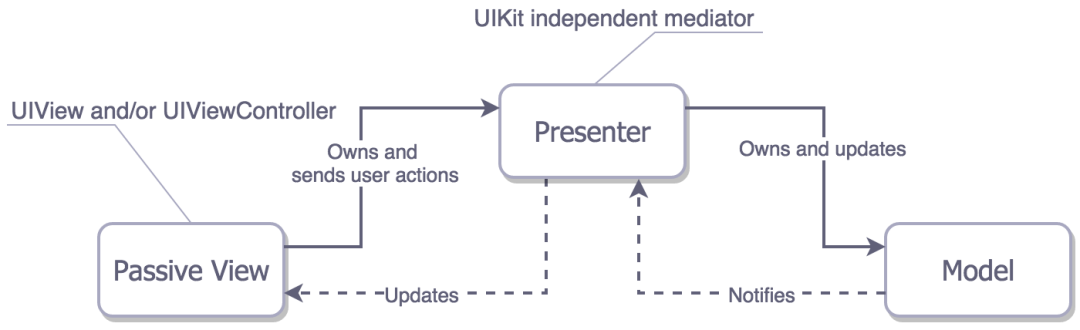 UIKit independent mediator
UIView and/or UIViewController
Presenter
Owns and
sends user actions
Owns and updates
Passive View
Model
Updates
Notifies